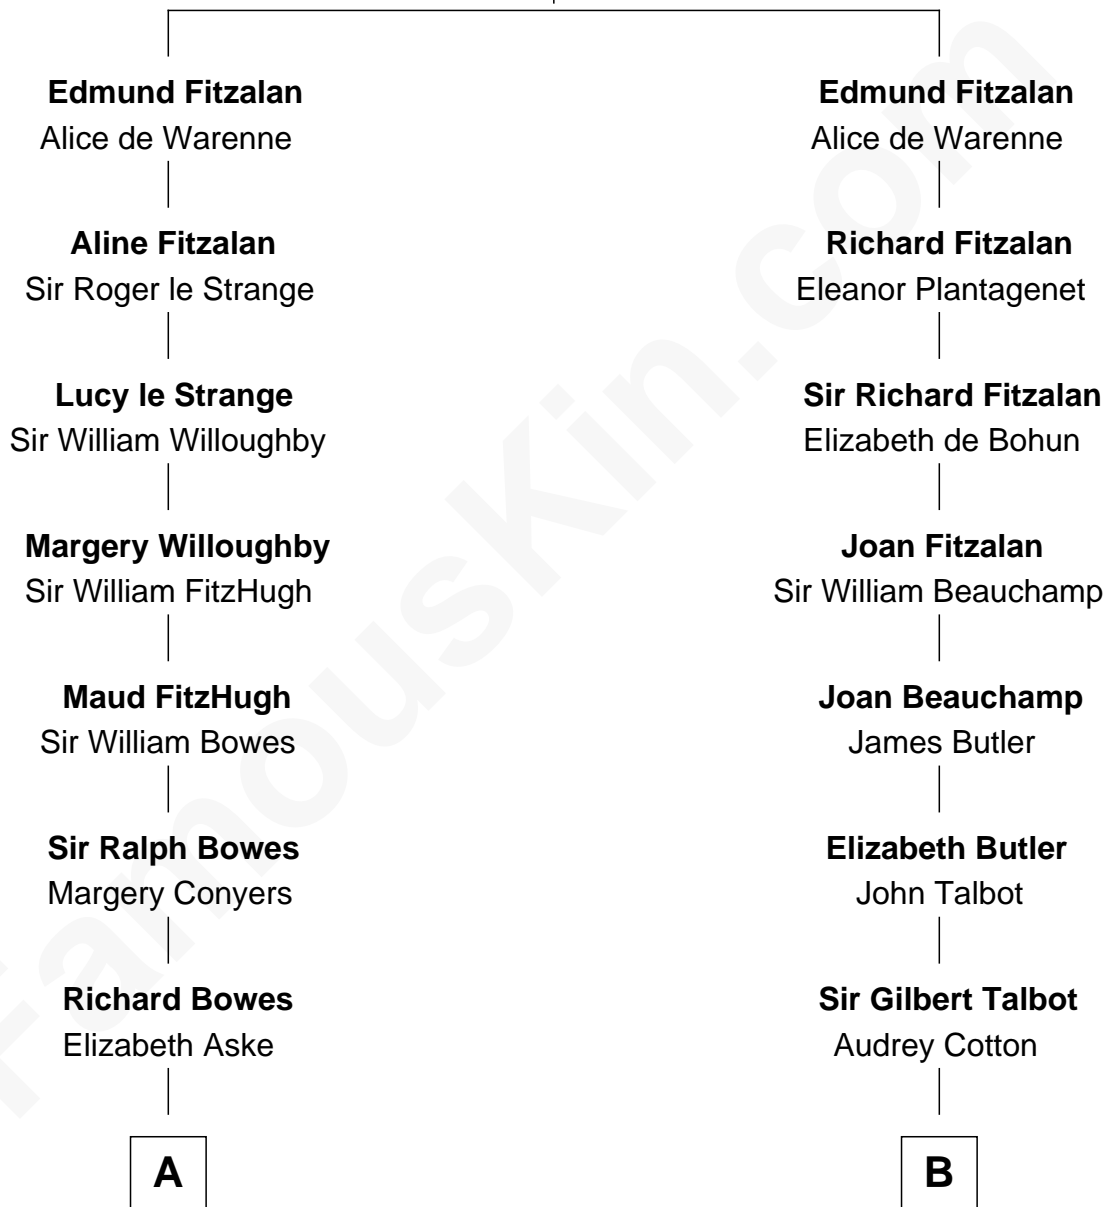 Edmund Fitzalan
Alice de Warenne
Aline Fitzalan
Sir Roger le Strange
Lucy le Strange
Sir William Willoughby
Margery Willoughby
Sir William FitzHugh
Maud FitzHugh
Sir William Bowes
Sir Ralph Bowes
Margery Conyers
Richard Bowes
Elizabeth Aske
A
Edmund Fitzalan
Alice de Warenne
Richard Fitzalan
Eleanor Plantagenet
Sir Richard Fitzalan
Elizabeth de Bohun
Joan Fitzalan
Sir William Beauchamp
Joan Beauchamp
James Butler
Elizabeth Butler
John Talbot
Sir Gilbert Talbot
Audrey Cotton
B
FamousKin.com